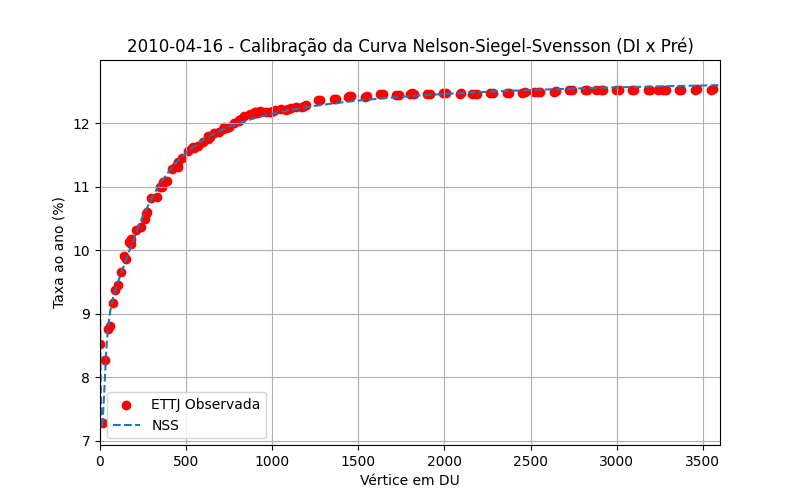 2010-04-16 - Calibração da Curva Nelson-Siegel-Svensson (DI x Pré)
Taxa ao ano (%)
12
11
10
9
8
7
ETTJ Observada
NSS
0 500 1000 1500 2000 2500 3000 3500
Vértice em DU